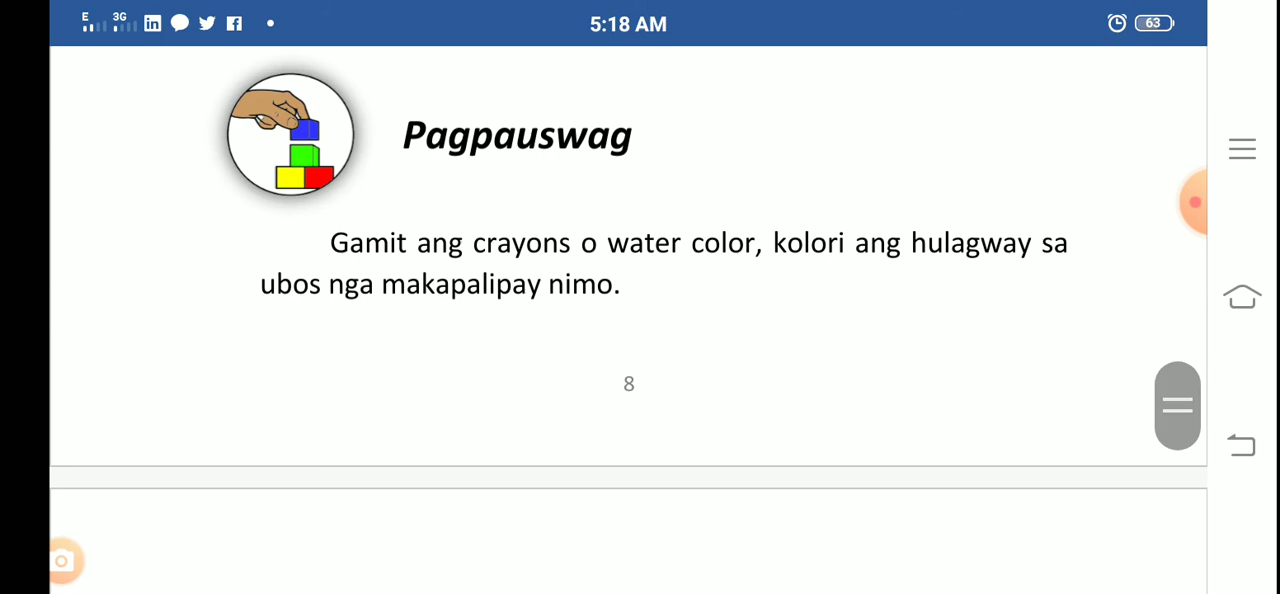 E 3G 5:18 AM 63
Pagpauswag
Gamit ang crayons o water color, kolori ang hulagway sa
ubos nga makapalipay nimo.
8